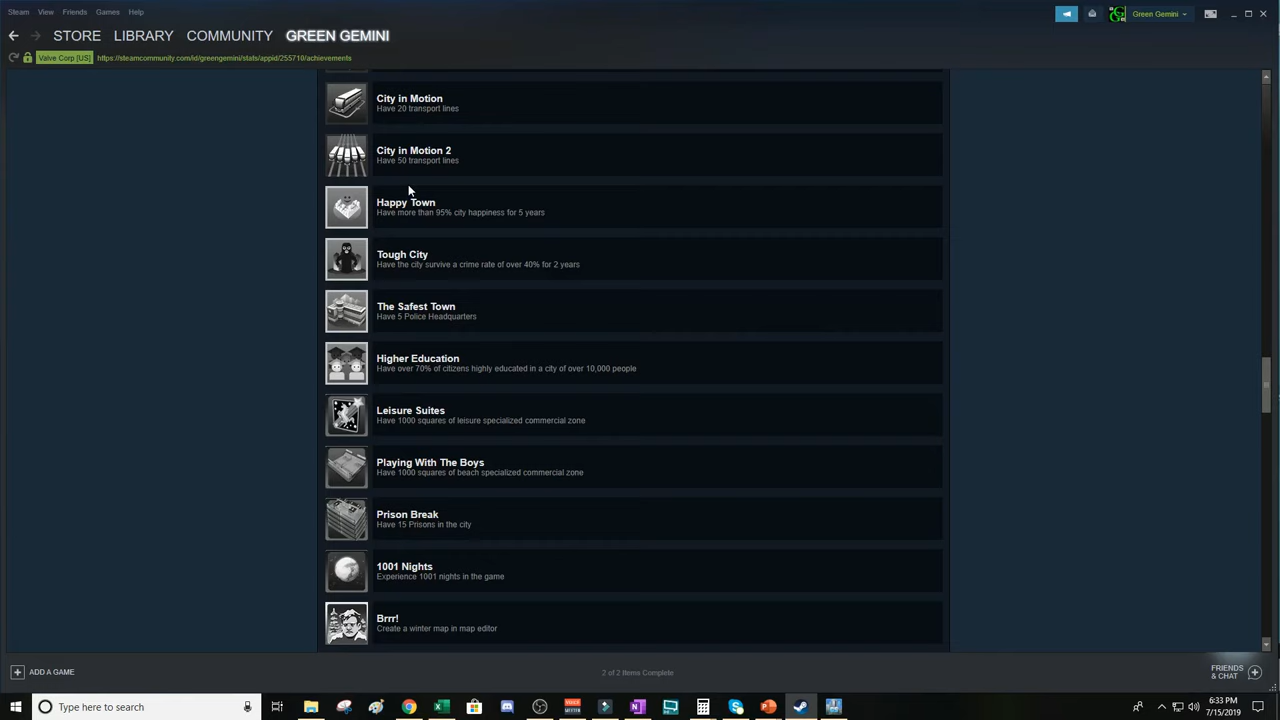 Steam View Friends Games Help
Green Gemini
STORE LIBRARY COMMUNITY GREEN GEMINI
Valve Corp [US] https://steamcommunity.com/id/greengemini/stats/appid/255710/achievements
City in Motion
Have 20 transport lines
City in Motion 2
Have 50 transport lines
Happy Town
Have more than 95% city happiness for 5 years
Tough City
Have the city survive a crime rate of over 40% for 2 years
The Safest Town
Have 5 Police Headquarters
Higher Education
Have over 70% of citizens highly educated in a city of over 10,000 people
Leisure Suites
Have 1000 squares of leisure specialized commercial zone
Playing With The Boys
Have 1000 squares of beach specialized commercial zone
Prison Break
Have 15 Prisons in the city
1001 Nights
Experience 1001 nights in the game
Brrr!
Create a winter map in map editor
ADD A GAME
2 of 2 Items Complete
FRIENDS
& CHAT
Type here to search
6:33 PM
7/15/2019